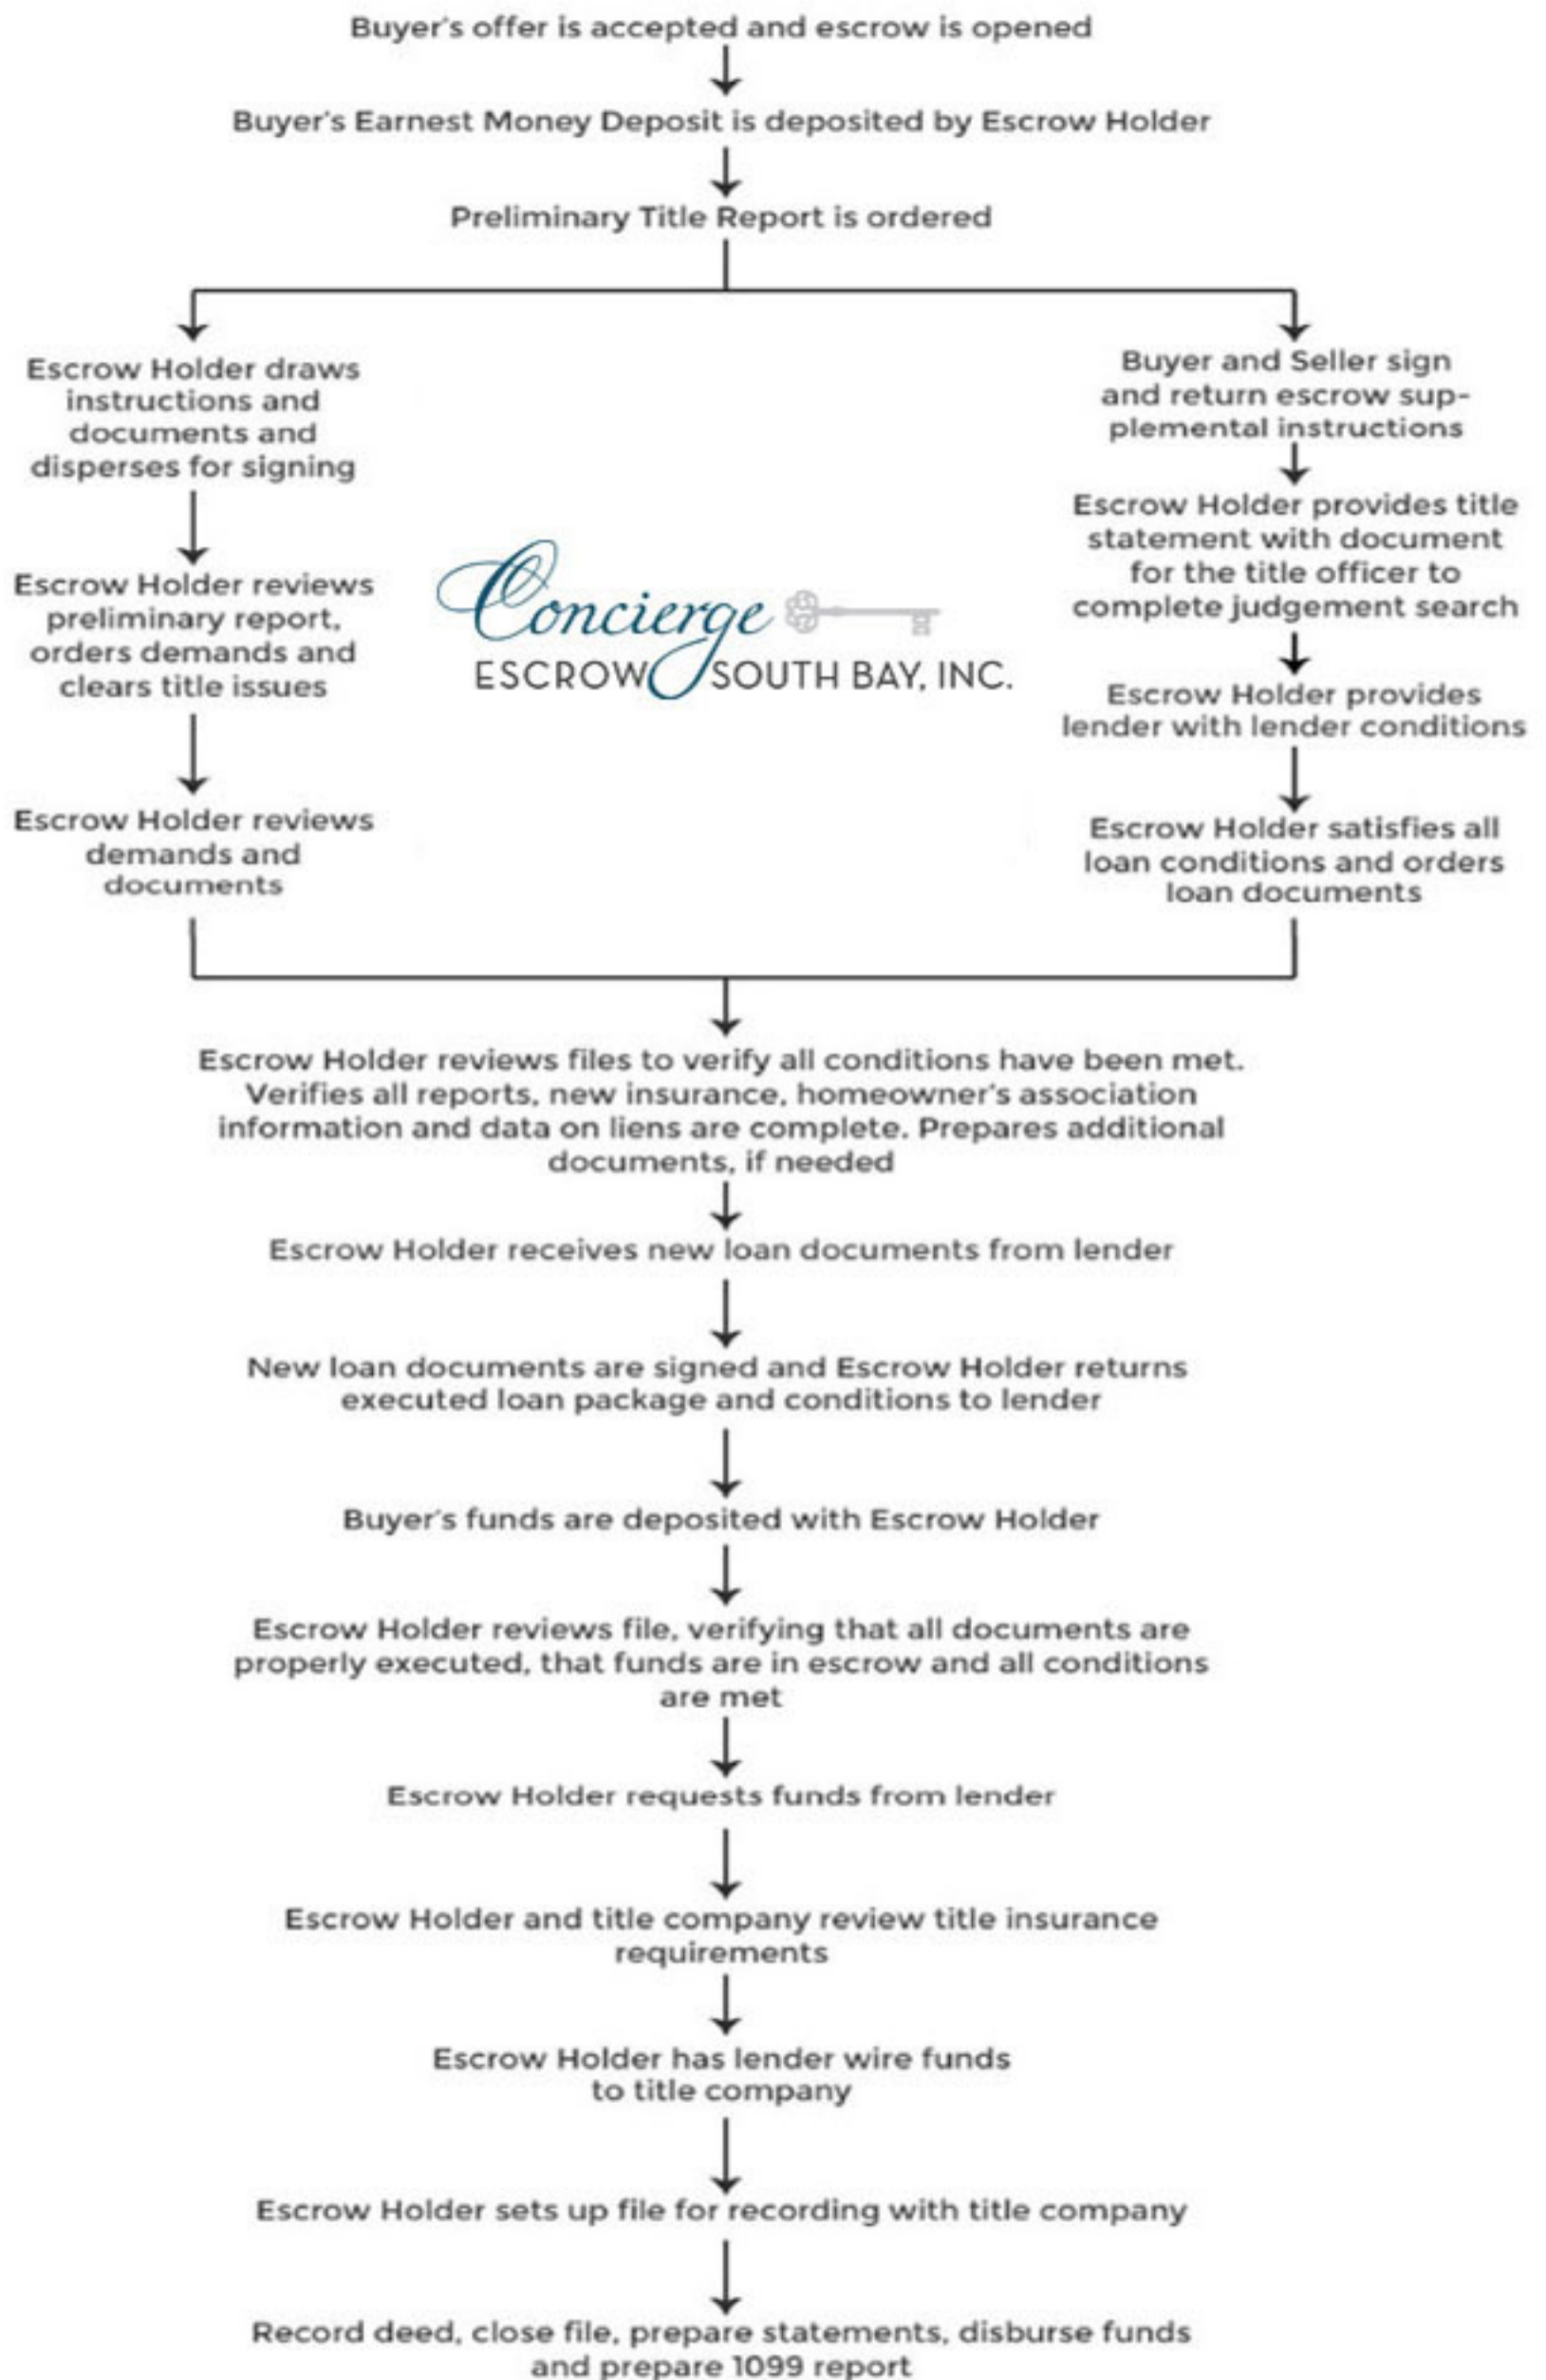 Buyer's offer is accepted and escrow is opened
Buyer's Earnest Money Deposit is deposited by Escrow Holder
Preliminary Title Report is ordered
Escrow Holder draws
instructions and
documents and
disperses for signing
Escrow Holder reviews
preliminary report,
orders demands and
clears title issues
Escrow Holder reviews
demands and
documents
Concierge
ESCROW SOUTH BAY, INC.
Buyer and Seller sign
and return escrow sup-
plemental instructions
Escrow Holder provides title
statement with document
for the title officer to
complete judgement search
Escrow Holder provides
lender with lender conditions
Escrow Holder satisfies all
loan conditions and orders
loan documents
Escrow Holder reviews files to verify all conditions have been met.
Verifies all reports, new insurance, homeowner's association
information and data on liens are complete. Prepares additional
documents, if needed
Escrow Holder receives new loan documents from lender
New loan documents are signed and Escrow Holder returns
executed loan package and conditions to lender
Buyer's funds are deposited with Escrow Holder
Escrow Holder reviews file, verifying that all documents are
properly executed, that funds are in escrow and all conditions
are met
Escrow Holder requests funds from lender
Escrow Holder and title company review title insurance
requirements
Escrow Holder has lender wire funds
to title company
Escrow Holder sets up file for recording with title company
Record deed, close file, prepare statements, disburse funds
and prepare 1099 report